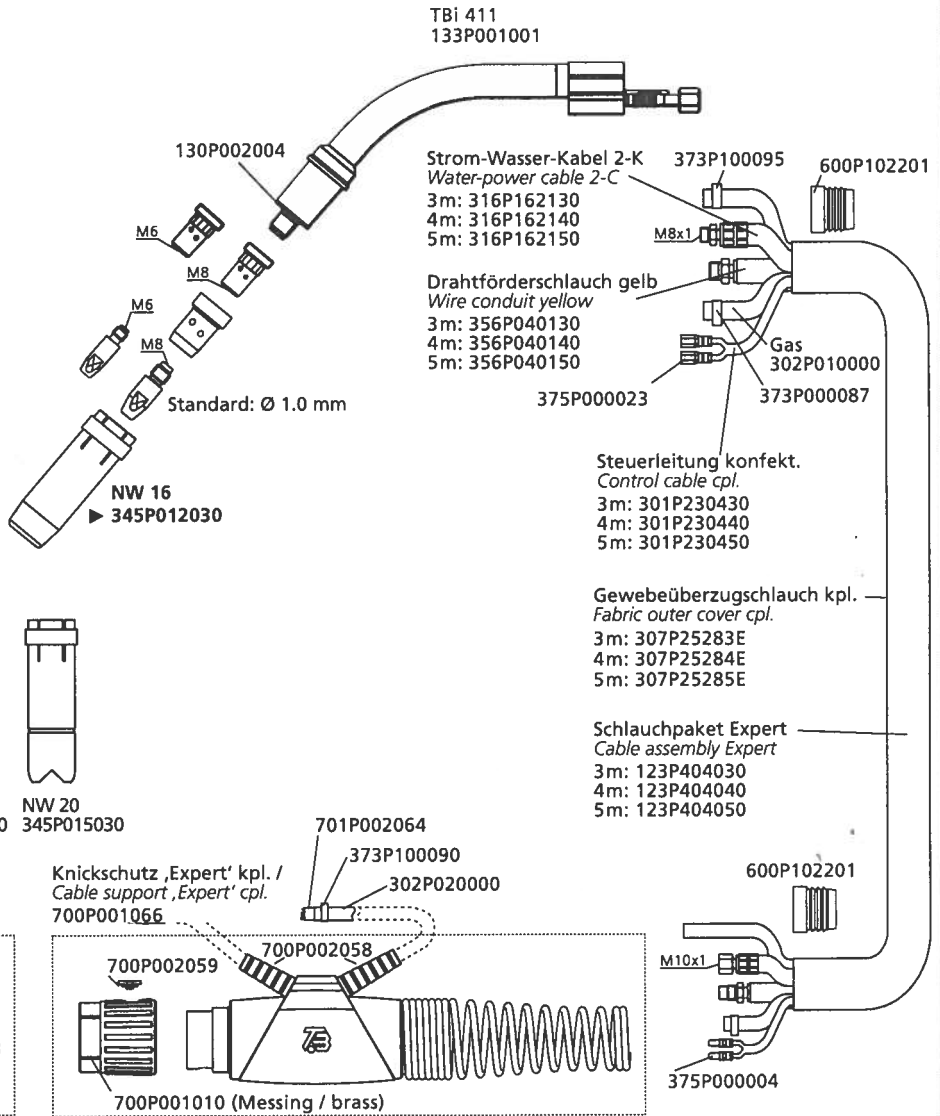 TBi 411
133P001001
130P002004
M6
M8
M6
M8
Standard: Ø 1.0 mm
NW 16
▶ 345P012030
NW 20
0 345P015030
Strom-Wasser-Kabel 2-K
Water-power cable 2-C
3m: 316P162130
4m: 316P162140
5m: 316P162150
373P100095
600P102201
M8x1
Drahtförderschlauch gelb
Wire conduit yellow
3m: 356P040130
4m: 356P040140
5m: 356P040150
Gas
302P010000
375P000023
373P000087
Steuerleitung konfekt.
Control cable cpl.
3m: 301P230430
4m: 301P230440
5m: 301P230450
Gewebeüberzugschlauch kpl.
Fabric outer cover cpl.
3m: 307P25283E
4m: 307P25284E
5m: 307P25285E
Schlauchpaket Expert
Cable assembly Expert
3m: 123P404030
4m: 123P404040
5m: 123P404050
600P102201
M10x1
375P000004
701P002064
373P100090
302P020000
Knickschutz ‚Expert' kpl. /
Cable support ‚Expert' cpl.
700P001066
700P002058
700P002059
700P001010 (Messing / brass)